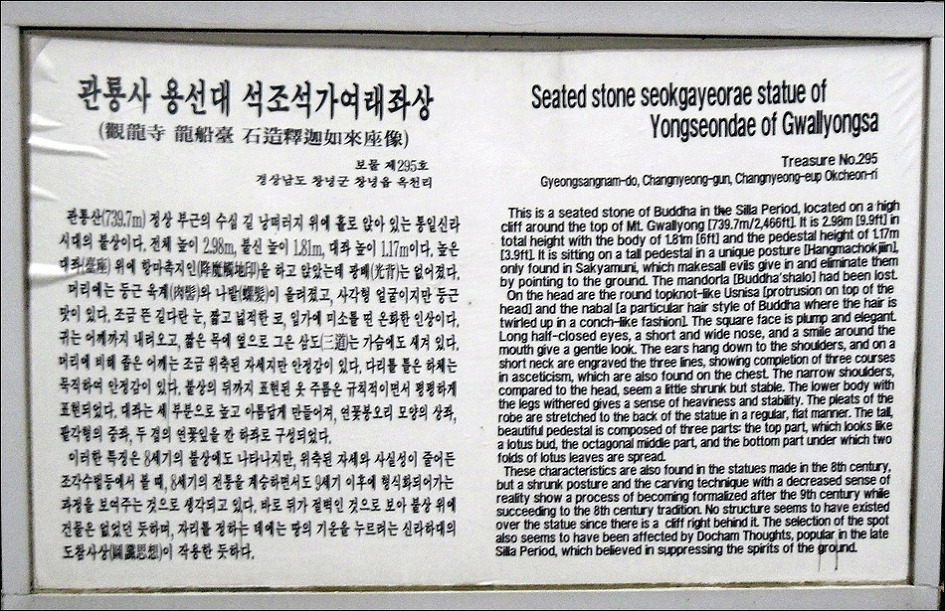 관룡사 용선대 석조석가여래좌상
(觀龍寺 龍船臺 石造釋迦如來座像)
보물 제295호
경상남도 창녕군 창녕읍 옥천리
관룡산(739.7m) 정상 부근의 수십 길 낭떠러지 위에 홀로 앉아 있는 통일신라
시대의 불상이다. 전체 높이 2.98m, 불신 높이 1.81m, 대좌 높이 1.17m이다. 높은
대좌(臺座) 위에 항마촉지인(降魔觸地印)을 하고 앉았는데 광배(光背)는 없어졌다.
머리에는 둥근 육계(肉髻)와 나발(螺髮)이 올려졌고, 사각형 얼굴이지만 둥근
맛이 있다. 조금 뜬 길다란 눈, 짧고 넓적한 코, 입가에 미소를 띤 온화한 인상이다.
귀는 어께까지 내려오고, 짧은 목에 옆으로 그은 삼도(三道)는 가슴에도 새겨 있다.
머리에 비해 좁은 어께는 조금 위축된 자세지만 안정감이 있다. 다리를 틀은 하체는
묵직하여 안정감이 있다. 불상의 뒤까지 표현된 옷 주름은 규칙적이면서 평평하게
표현되었다. 대좌는 세 부분으로 높고 아름답게 만들어져, 연꽃봉오리 모양의 상좌,
팔각형의 중좌, 두 겹의 연꽃잎을 깐 하좌로 구성되었다.
이러한 특징은 8세기의 불상에도 나타나지만, 위축된 자세와 사실성이 줄어든
조각수법등에서 볼 때, 8세기의 전통을 계승하면서도 9세기 이후에 형식화되어가는
과정을 보여주는 것으로 생각되고 있다. 바로 뒤가 절벽인 것으로 보아 불상 위에
건물은 없었던 듯하며, 자리를 정하는 데에는 땅의 기운을 누르려는 신라하대의
도참사상(圖讖思想)이 작용한 듯하다.
Seated stone seokgayeorae statue of
Yongseondae of Gwallyongsa
Treasure No.295
Gyeongsangnam-do, Changnyeong-gun, Changnyeong-eup Okcheon-ri
This is a seated stone of Buddha in the Silla Period, located on a high
cliff around the top of Mt. Gwallyong [739.7m/2,466ft]. It is 2.98m [9.9ft] in
total height with the body of 1.81m [6ft] and the pedestal height of 1.17m
[3.9ft]. It is sitting on a tall pedestal in a unique posture [Hangmachokjiin],
only found in Sakyamuni, which makesall evils give in and eliminate them
by pointing to the ground. The mandorla [Buddha'shalo] had been lost.
On the head are the round topknot-like Usnisa [protrusion on top of the
head] and the nabal [a particular hair style of Buddha where the hair is
twirled up in a conch-like fashion]. The square face is plump and elegant.
Long half-closed eyes, a short and wide nose, and a smile around the
mouth give a gentle look. The ears hang down to the shoulders, and on a
short neck are engraved the three lines, showing completion of three courses
in asceticism, which are also found on the chest. The narrow shoulders,
compared to the head, seem a little shrunk but stable. The lower body with
the legs withered gives a sense of heaviness and stability. The pleats of the
robe are stretched to the back of the statue in a regular, flat manner. The tall,
beautiful pedestal is composed of three parts: the top part, which looks like
a lotus bud, the octagonal middle part, and the bottom part under which two
folds of lotus leaves are spread.
These characteristics are also found in the statues made in the 8th century,
but a shrunk posture and the carving technique with a decreased sense of
reality show a process of becoming formalized after the 9th century while
succeeding to the 8th century tradition. No structure seems to have existed
over the statue since there is a cliff right behind it. The selection of the spot
also seems to have been affected by Docham Thoughts, popular in the late
Silla Period, which believed in suppressing the spirits of the ground.